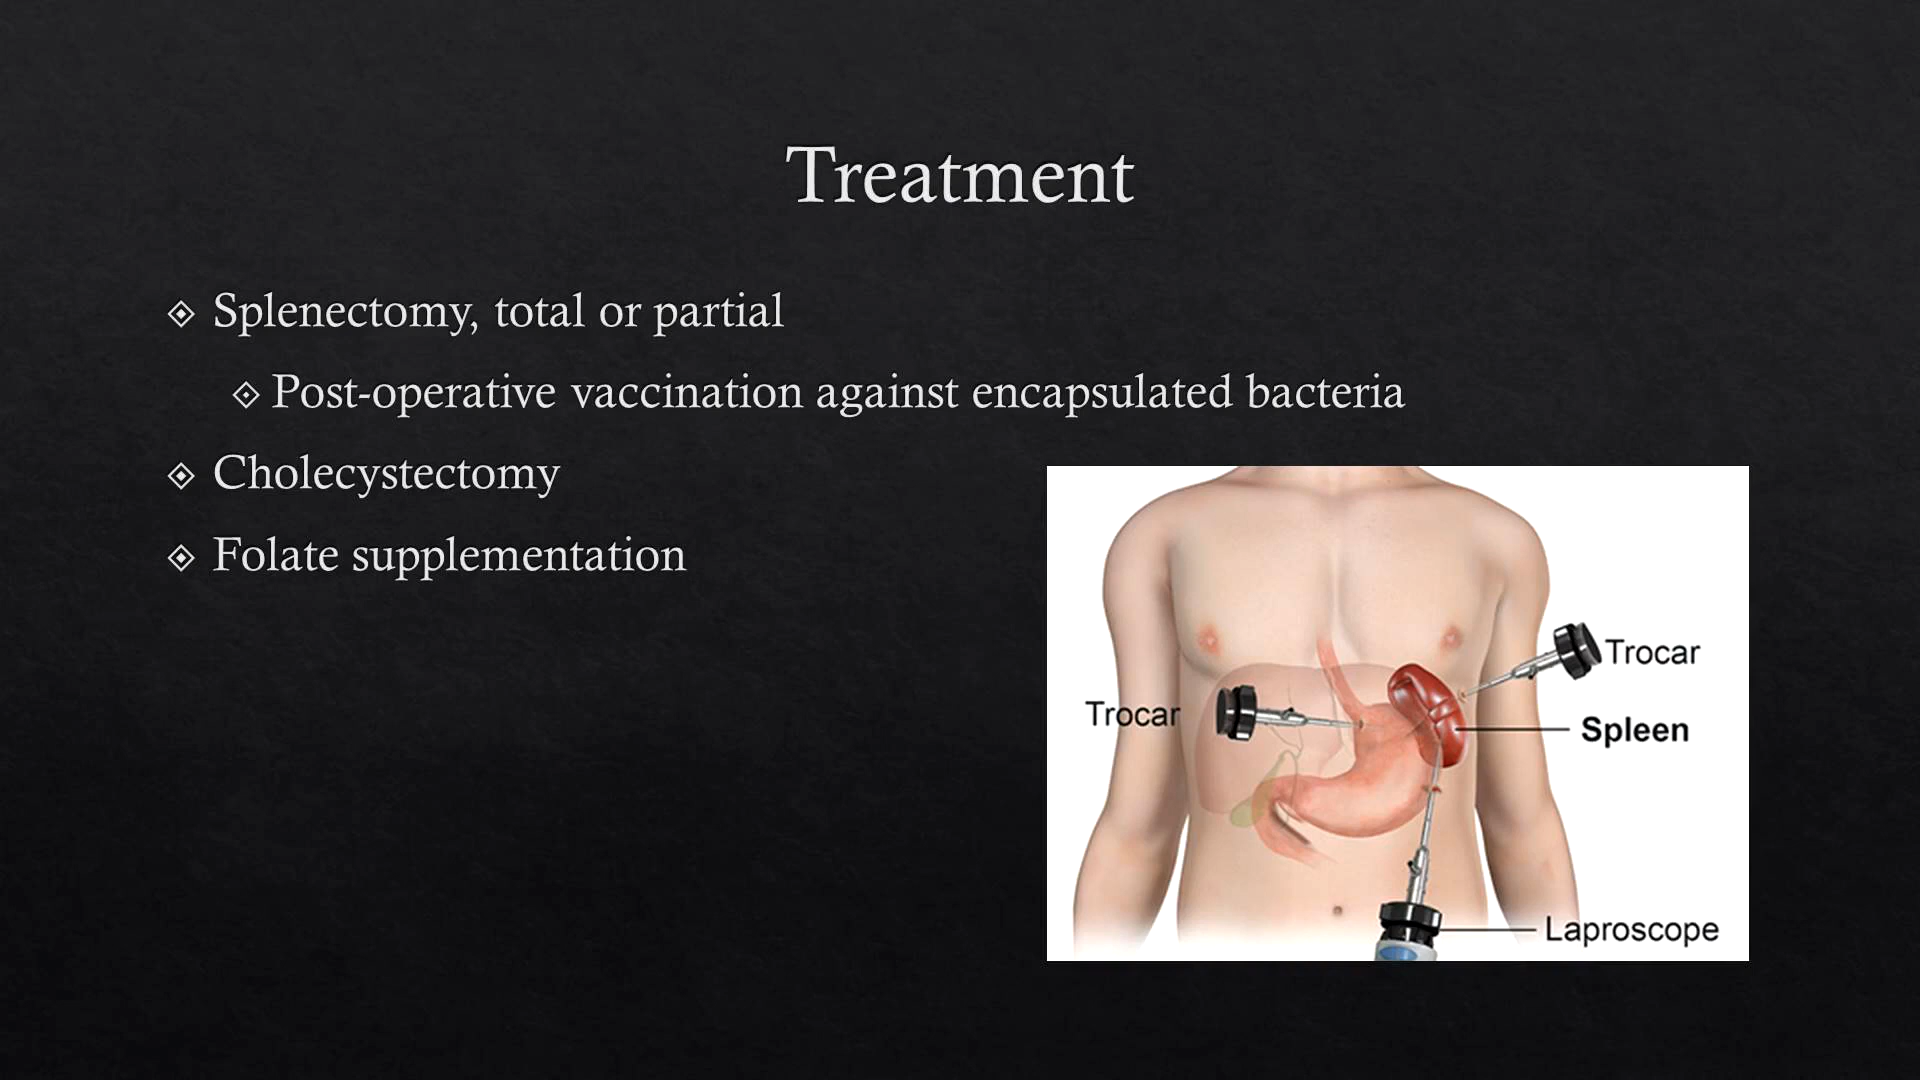 Treatment
Splenectomy, total or partial
Post-operative vaccination against encapsulated bacteria
Cholecystectomy
Folate supplementation
Trocar
Trocar
Spleen
Laproscope